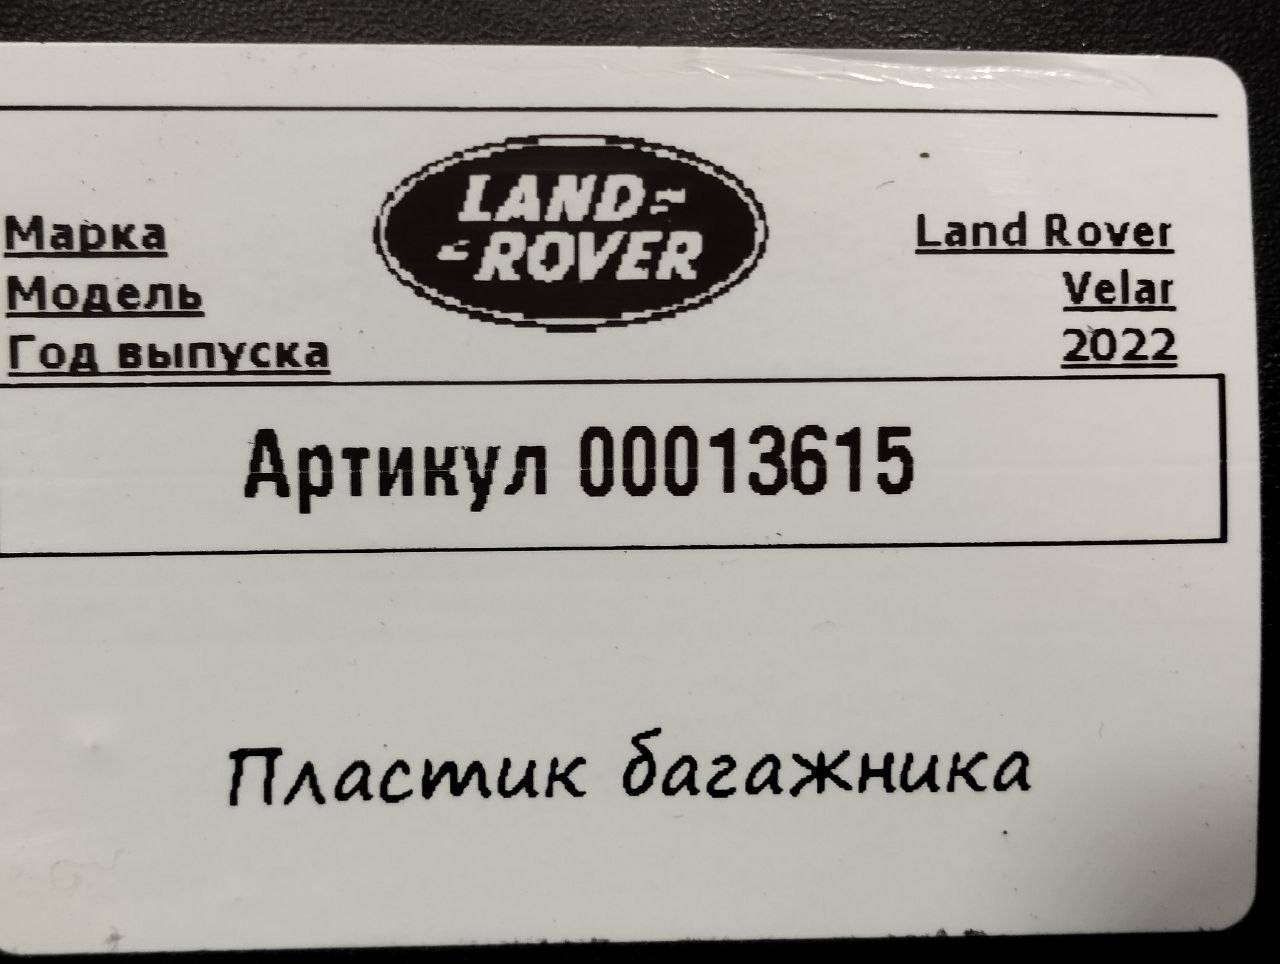 LAND
ROVER
Марка Land Rover
Модель Velar
Год выпуска 2022
Артикул 00013615
Пластик багажника